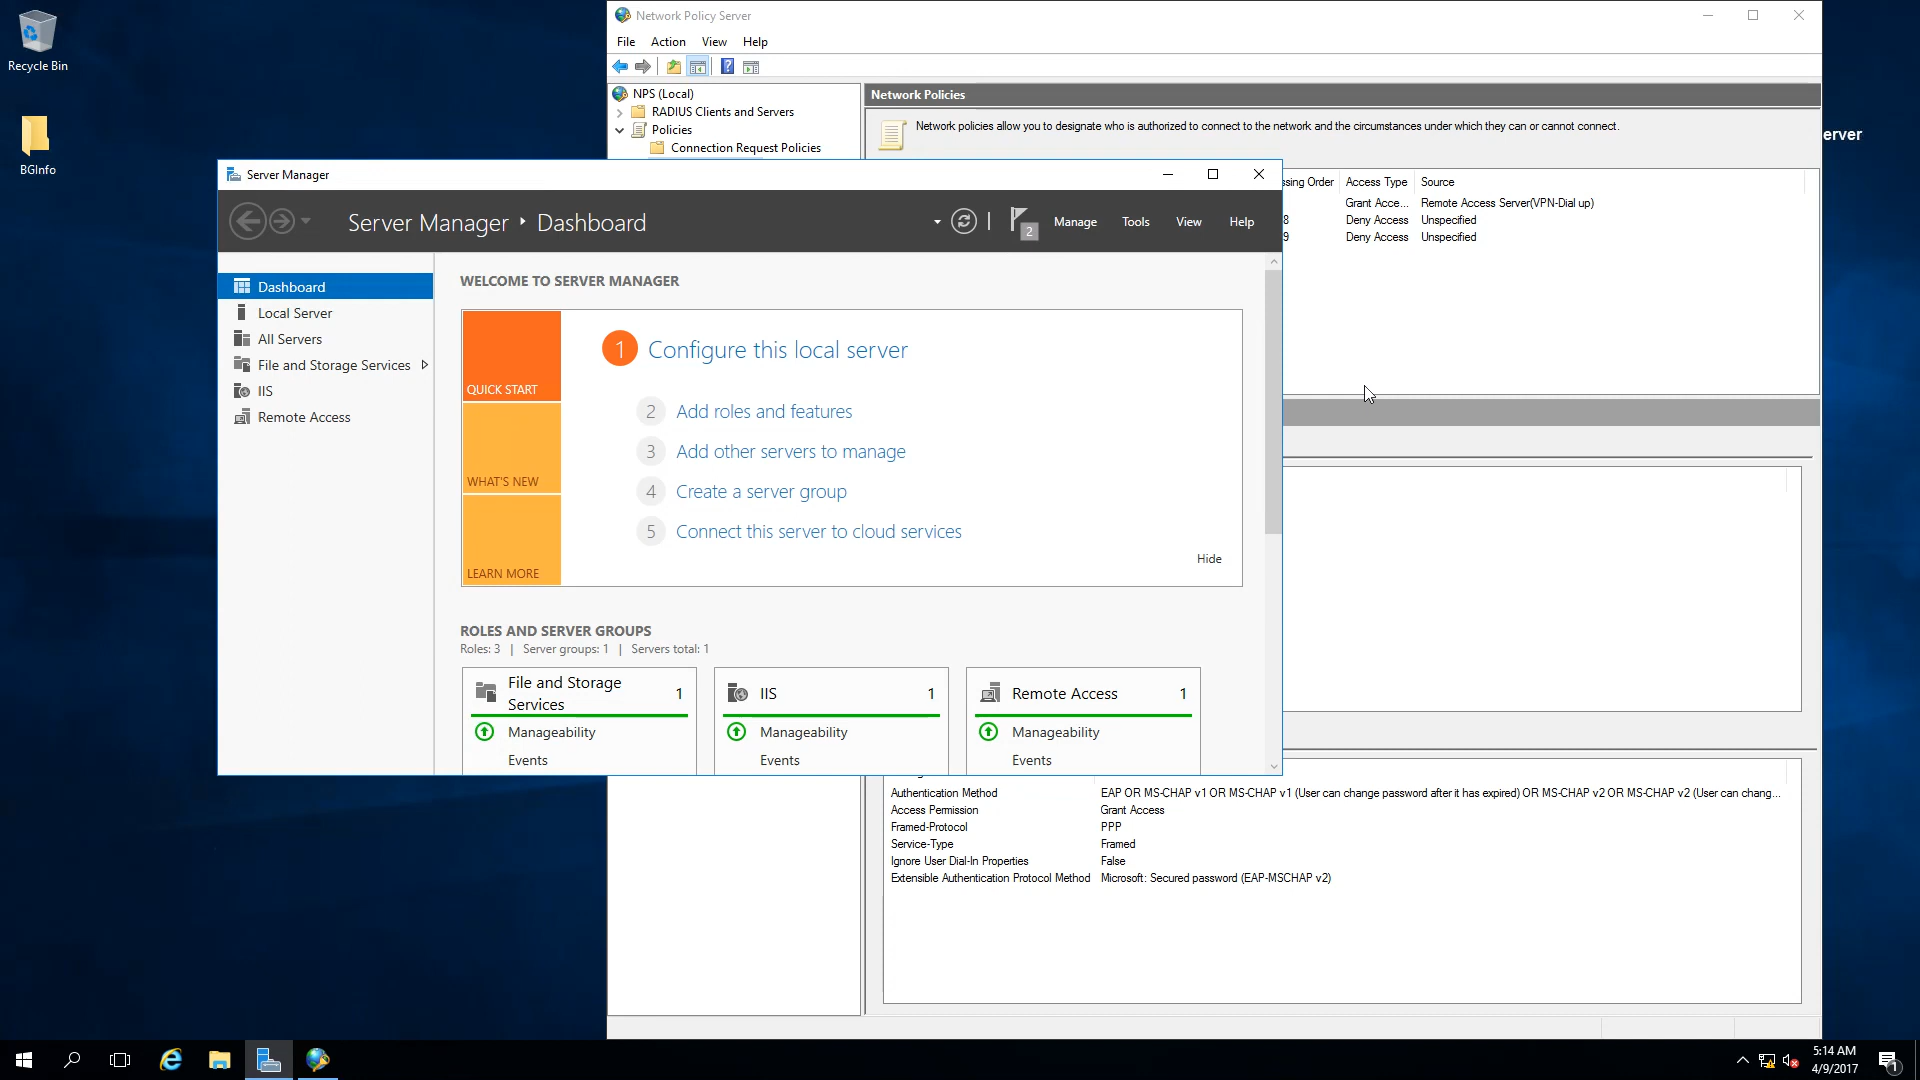 Recycle Bin
BGInfo
Network Policy Server
File Action View Help
NPS (Local)
RADIUS Clients and Servers
Policies
Connection Request Policies
Network Policies
Network policies allow you to designate who is authorized to connect to the network and the circumstances under which they can or cannot connect.
erver
ssing Order Access Type Source
Grant Acce... Remote Access Server(VPN-Dial up)
8 Deny Access Unspecified
9 Deny Access Unspecified
Server Manager
Server Manager Dashboard
2
Manage Tools View Help
Dashboard
Local Server
All Servers
File and Storage Services
IIS
Remote Access
WELCOME TO SERVER MANAGER
QUICK START
WHAT'S NEW
LEARN MORE
1 Configure this local server
2 Add roles and features
3 Add other servers to manage
4 Create a server group
5 Connect this server to cloud services
Hide
ROLES AND SERVER GROUPS
Roles: 3 | Server groups: 1 | Servers total: 1
File and Storage Services 1
Manageability
Events
IIS 1
Manageability
Events
Remote Access 1
Manageability
Events
Authentication Method EAP OR MS-CHAP v1 OR MS-CHAP v1 (User can change password after it has expired) OR MS-CHAP v2 OR MS-CHAP v2 (User can chang...
Access Permission Grant Access
Framed-Protocol PPP
Service-Type Framed
Ignore User Dial-In Properties False
Extensible Authentication Protocol Method Microsoft: Secured password (EAP-MSCHAP v2)
5:14 AM
4/9/2017
1